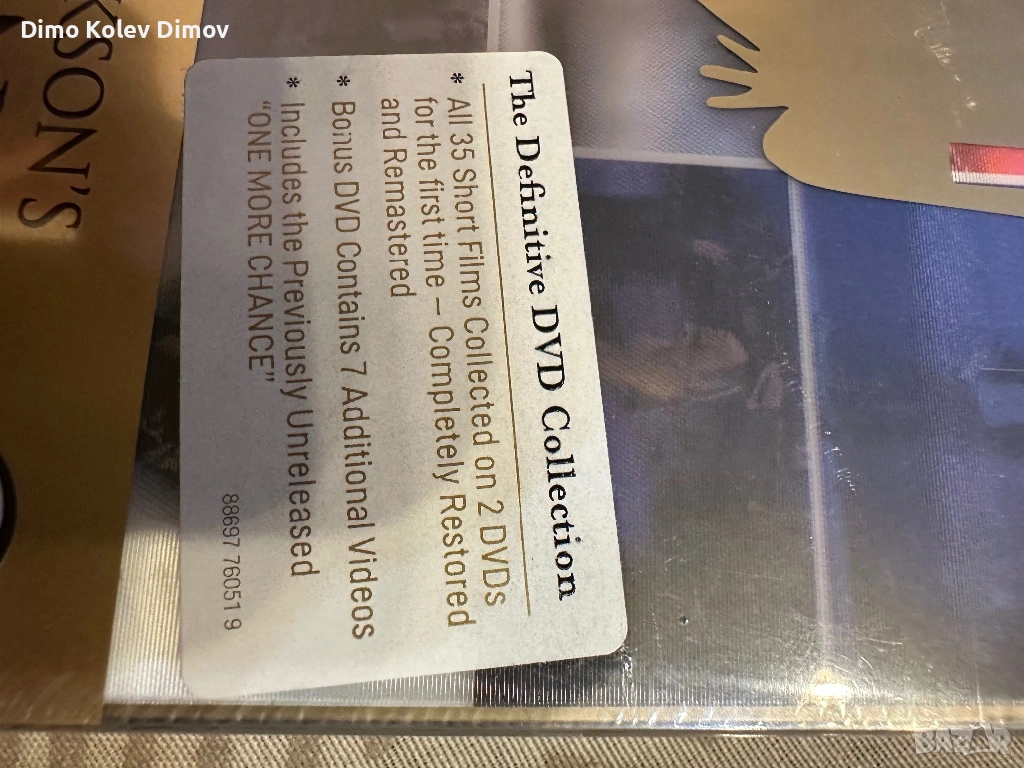 Dimo Kolev Dimov
KSON'S
The Definitive DVD Collection
* All 35 Short Films Collected on 2 DVDs
for the first time – Completely Restored
and Remastered
* Bonus DVD Contains 7 Additional Videos
* Includes the Previously Unreleased
"ONE MORE CHANCE"
88697 76051 9
BAZAR